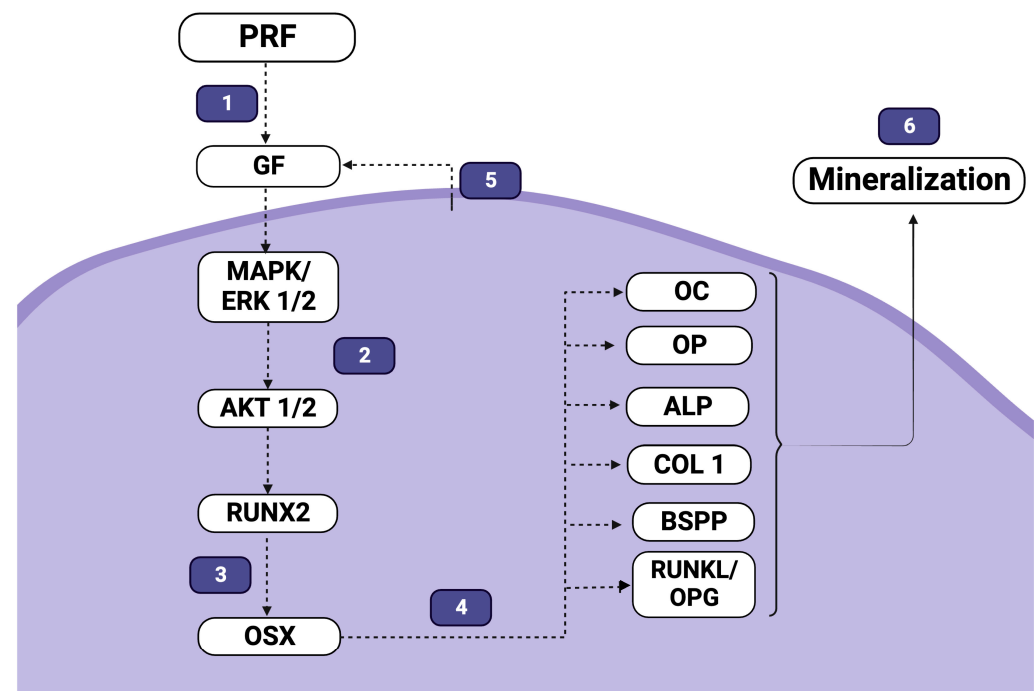 PRF
1
GF
5
6
Mineralization
MAPK/
ERK 1/2
2
AKT 1/2
RUNX2
3
OSX
4
OC
OP
ALP
COL 1
BSPP
RUNKL/
OPG